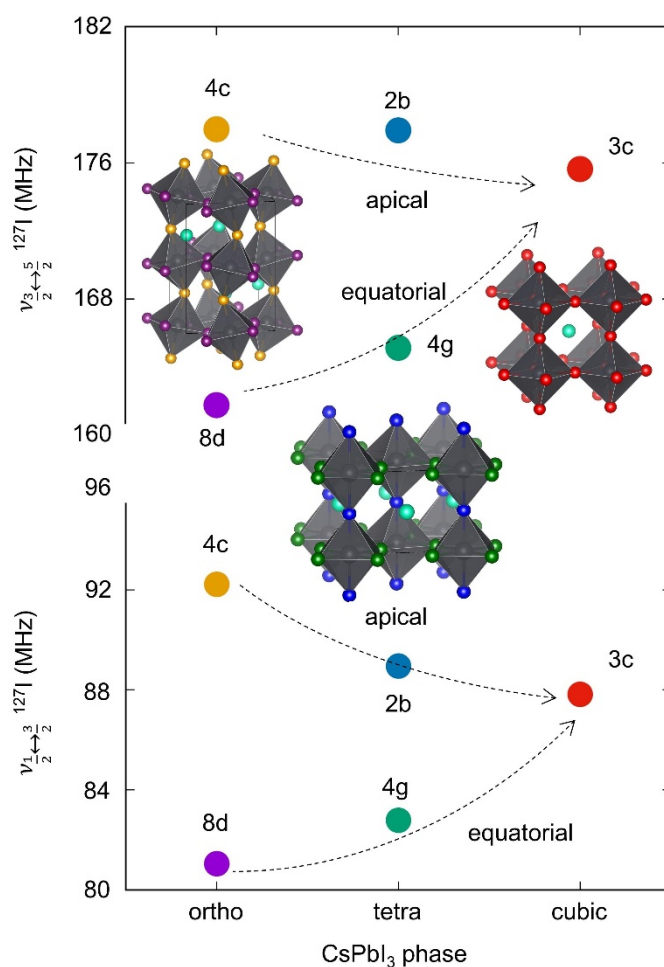 182
4c
2b
3c
176
apical
ν3/2↔5/2 ¹²⁷I (MHz)
equatorial
168
4g
8d
160
96
4c
apical
92
3c
2b
88
ν1/2↔3/2 ¹²⁷I (MHz)
4g
84
8d
equatorial
80
ortho tetra cubic
CsPbI₃ phase